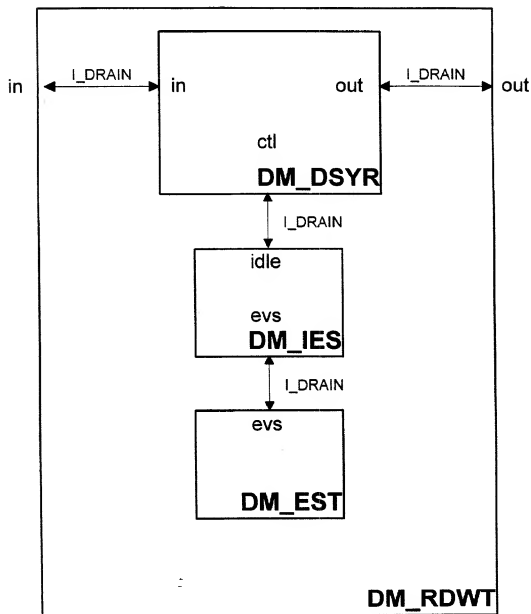 I_DRAIN I_DRAIN
in in out out
ctl
DM_DSYR
I_DRAIN
idle
evs
DM_IES
I_DRAIN
evs
DM_EST
DM_RDWT